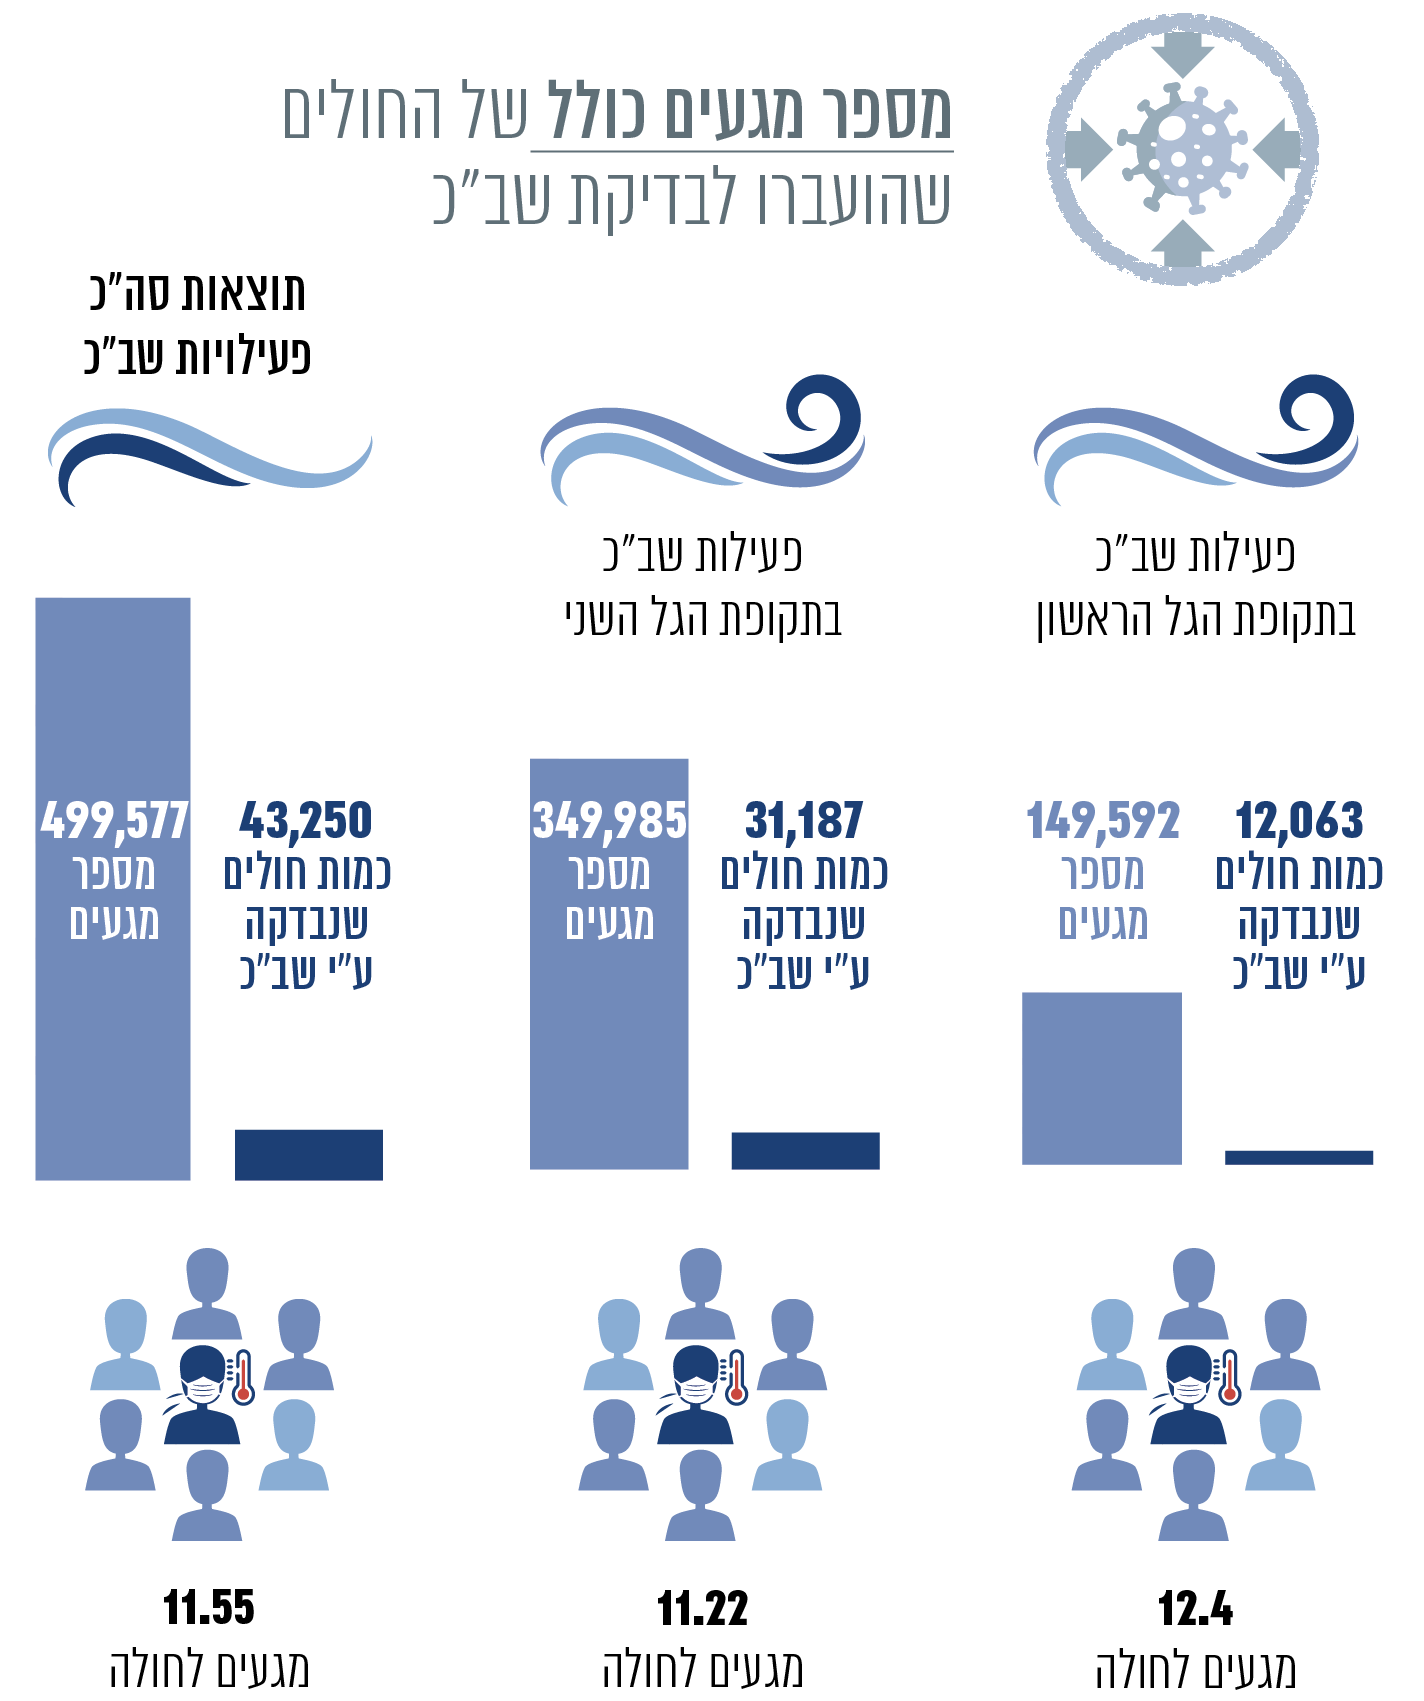 מספר מגעים כולל של החולים
שהועברו לבדיקת שב"כ
פעילות שב"כ
בתקופת הגל הראשון
12,063
כמות חולים
שנבדקה
ע"י שב"כ
149,592
מספר
מגעים
12.4
מגעים לחולה
פעילות שב"כ
בתקופת הגל השני
31,187
כמות חולים
שנבדקה
ע"י שב"כ
349,985
מספר
מגעים
11.22
מגעים לחולה
תוצאות סה"כ
פעילויות שב"כ
43,250
כמות חולים
שנבדקה
ע"י שב"כ
499,577
מספר
מגעים
11.55
מגעים לחולה